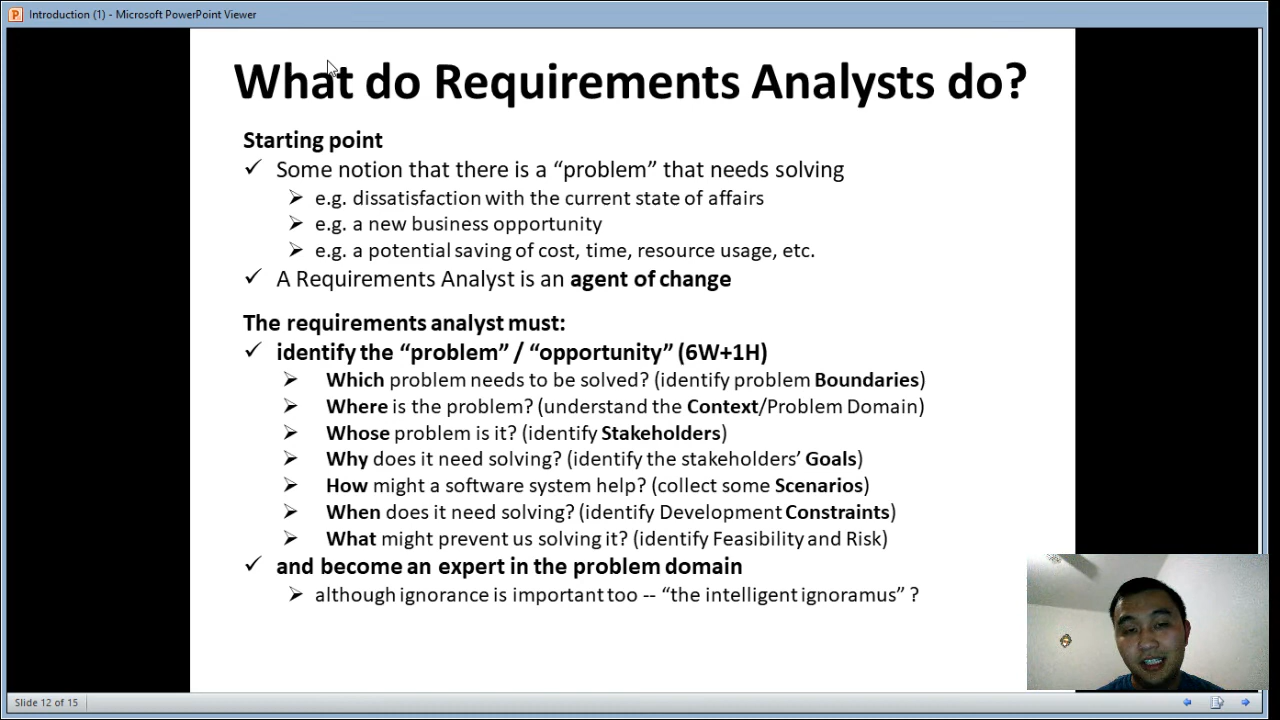 Introduction (1) - Microsoft PowerPoint Viewer
What do Requirements Analysts do?
Starting point
✓ Some notion that there is a “problem” that needs solving
➢ e.g. dissatisfaction with the current state of affairs
➢ e.g. a new business opportunity
➢ e.g. a potential saving of cost, time, resource usage, etc.
✓ A Requirements Analyst is an agent of change
The requirements analyst must:
✓ identify the “problem” / “opportunity” (6W+1H)
➢ Which problem needs to be solved? (identify problem Boundaries)
➢ Where is the problem? (understand the Context/Problem Domain)
➢ Whose problem is it? (identify Stakeholders)
➢ Why does it need solving? (identify the stakeholders’ Goals)
➢ How might a software system help? (collect some Scenarios)
➢ When does it need solving? (identify Development Constraints)
➢ What might prevent us solving it? (identify Feasibility and Risk)
✓ and become an expert in the problem domain
➢ although ignorance is important too -- “the intelligent ignoramus” ?
Slide 12 of 15